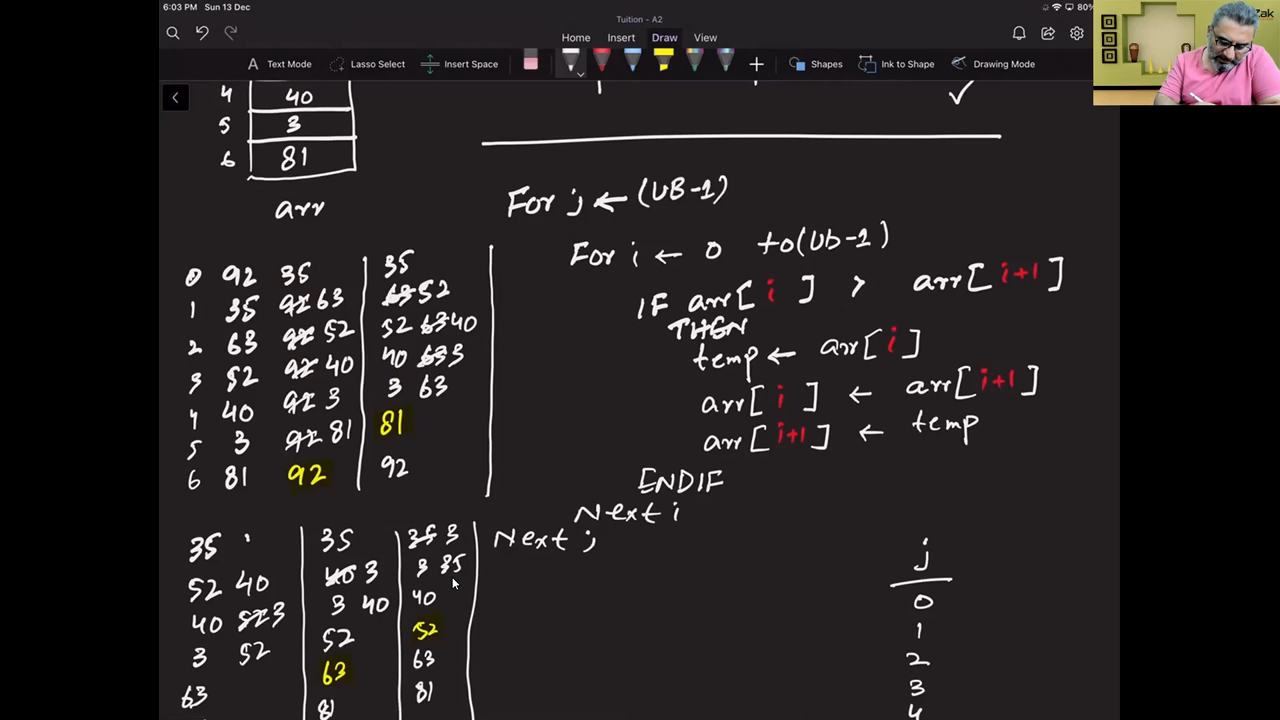 6:03 PM Sun 13 Dec
80%
Tuition - A2
Home Insert Draw View
Text Mode Lasso Select Insert Space Shapes Ink to Shape Drawing Mode
Zak
4 40
5 3
6 81
arr
For j ← (UB-1)
For i ← 0 to(Ub-1)
IF arr[ i ] > arr[ i+1 ]
THEN
temp ← arr[ i ]
arr[ i ] ← arr[ i+1 ]
arr[ i+1 ] ← temp
ENDIF
Next i
Next j
0 92 35 35
1 35 92 63 63 52
2 63 92 52 52 63 40
3 52 92 40 40 63 3
4 40 92 3 3 63
5 3 92 81 81
6 81 92 92
35 35 35 3
52 40 40 3 3 35
40 52 3 3 40 40
3 52 52 52
63 63 63
81 81
j
0
1
2
3
4